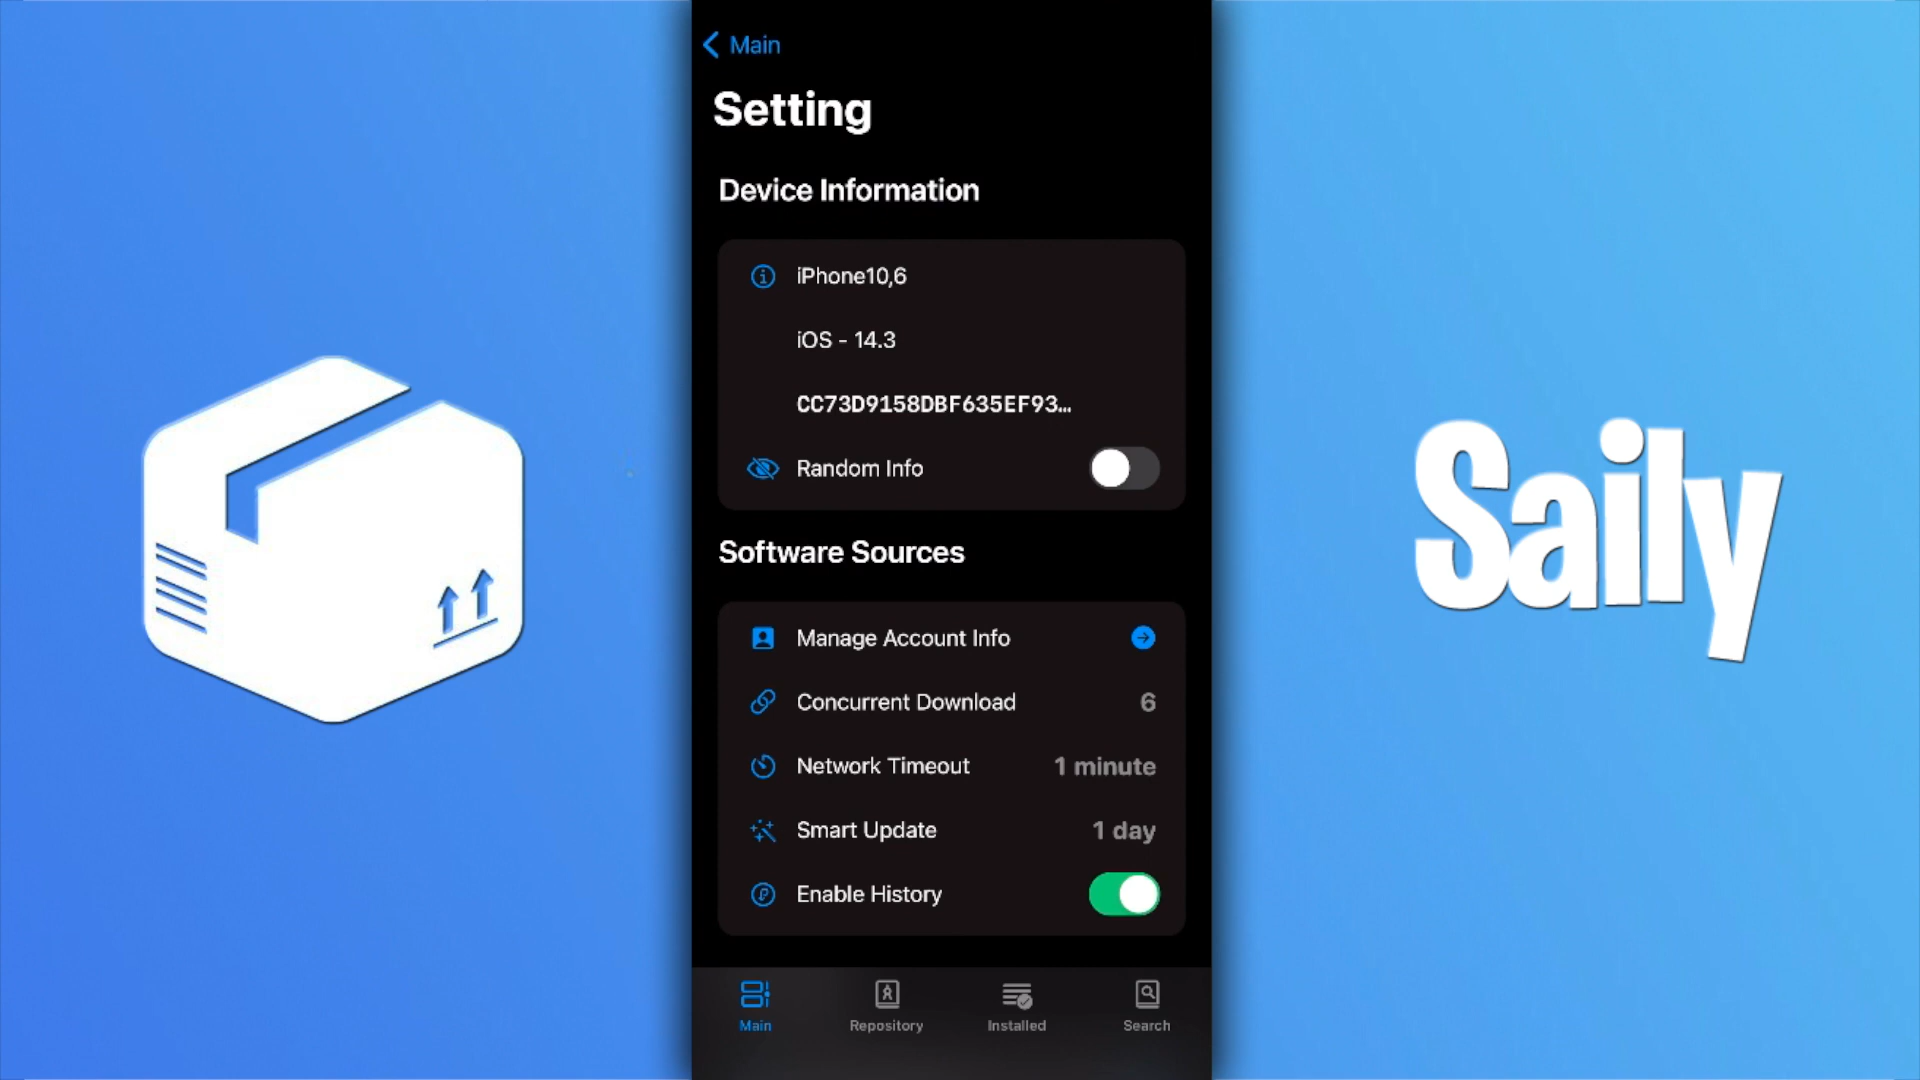 Main
Setting
Device Information
iPhone10,6
iOS - 14.3
CC73D9158DBF635EF93...
Random Info
Software Sources
Manage Account Info
Concurrent Download 6
Network Timeout 1 minute
Smart Update 1 day
Enable History
Main Repository Installed Search
Saily